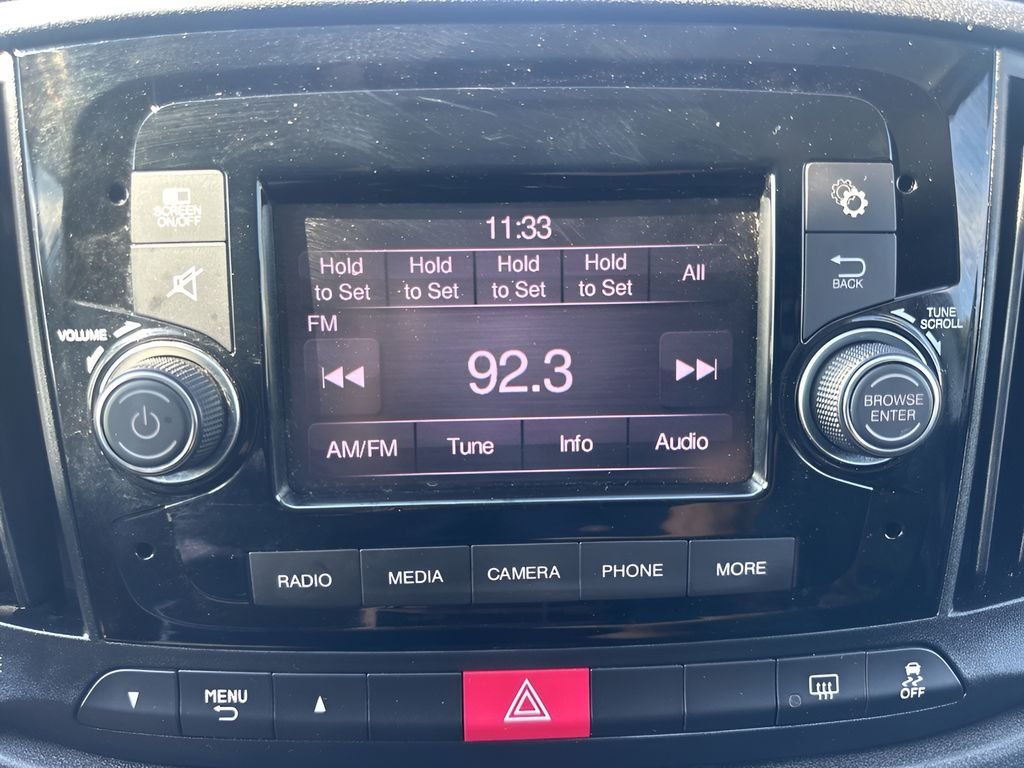 SCREEN
ON/OFF
11:33
Hold Hold Hold Hold All
to Set to Set to Set to Set
FM
92.3
AM/FM Tune Info Audio
VOLUME
BACK
TUNE
SCROLL
BROWSE
ENTER
RADIO MEDIA CAMERA PHONE MORE
MENU
OFF